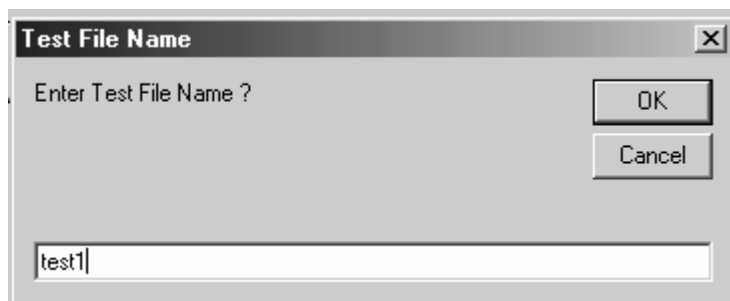 Test File Name
Enter Test File Name ?
OK
Cancel
test1